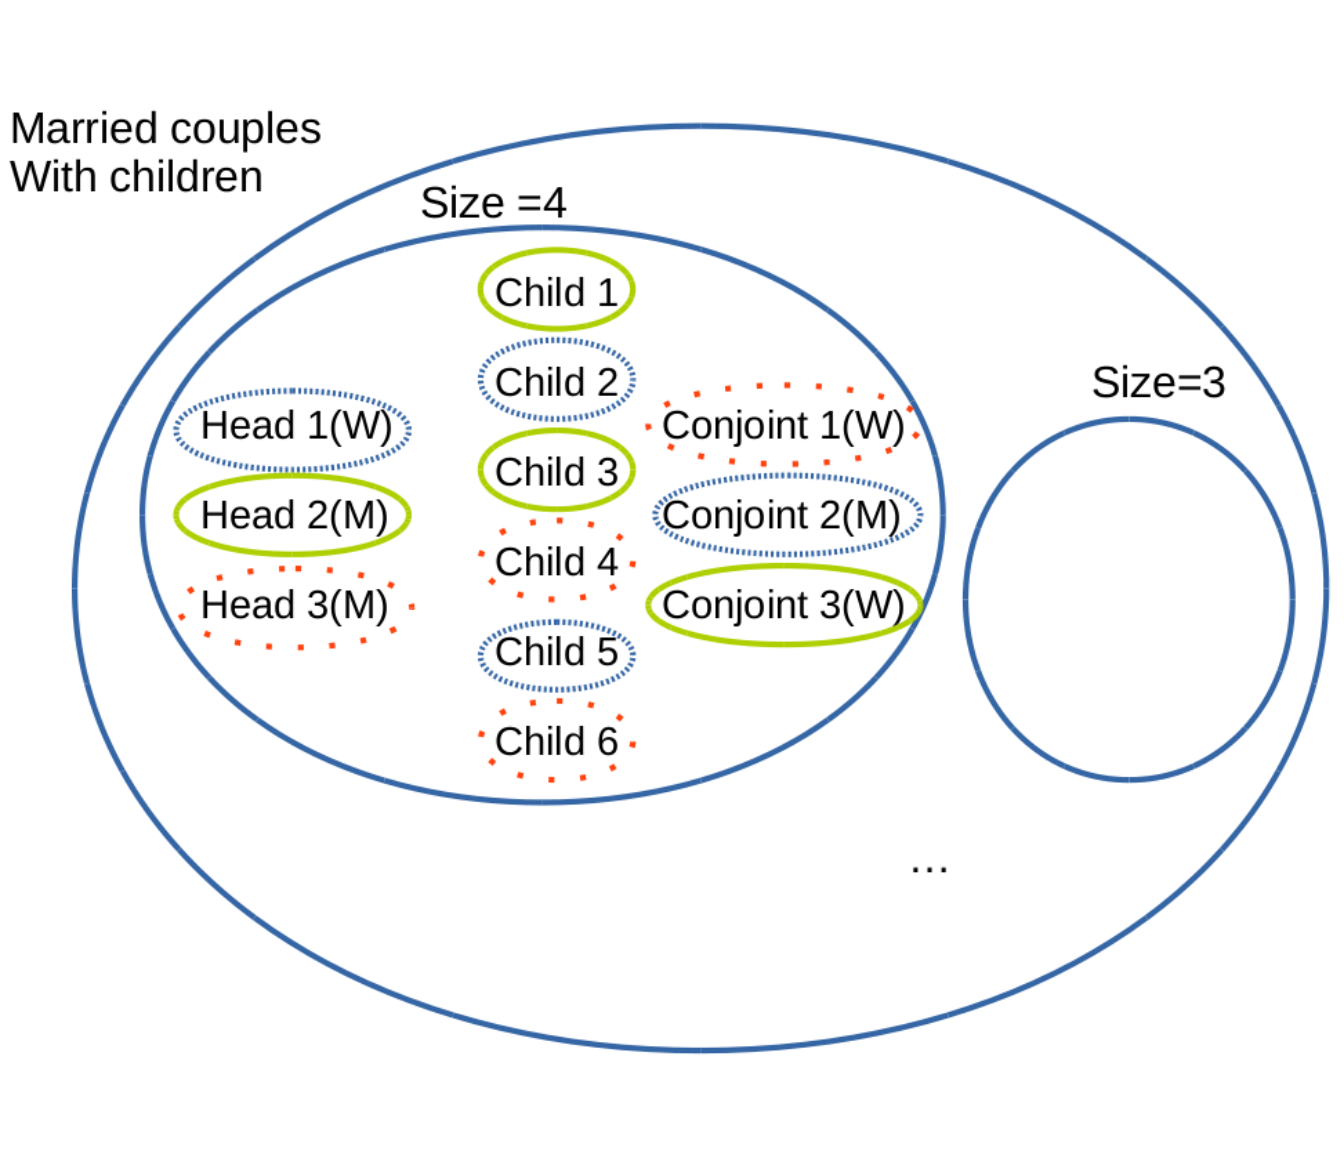 Married couples
With children
Size =4
Child 1
Child 2
Head 1(W)
Conjoint 1(W)
Child 3
Head 2(M)
Conjoint 2(M)
Child 4
Head 3(M)
Conjoint 3(W)
Child 5
Child 6
Size=3
...